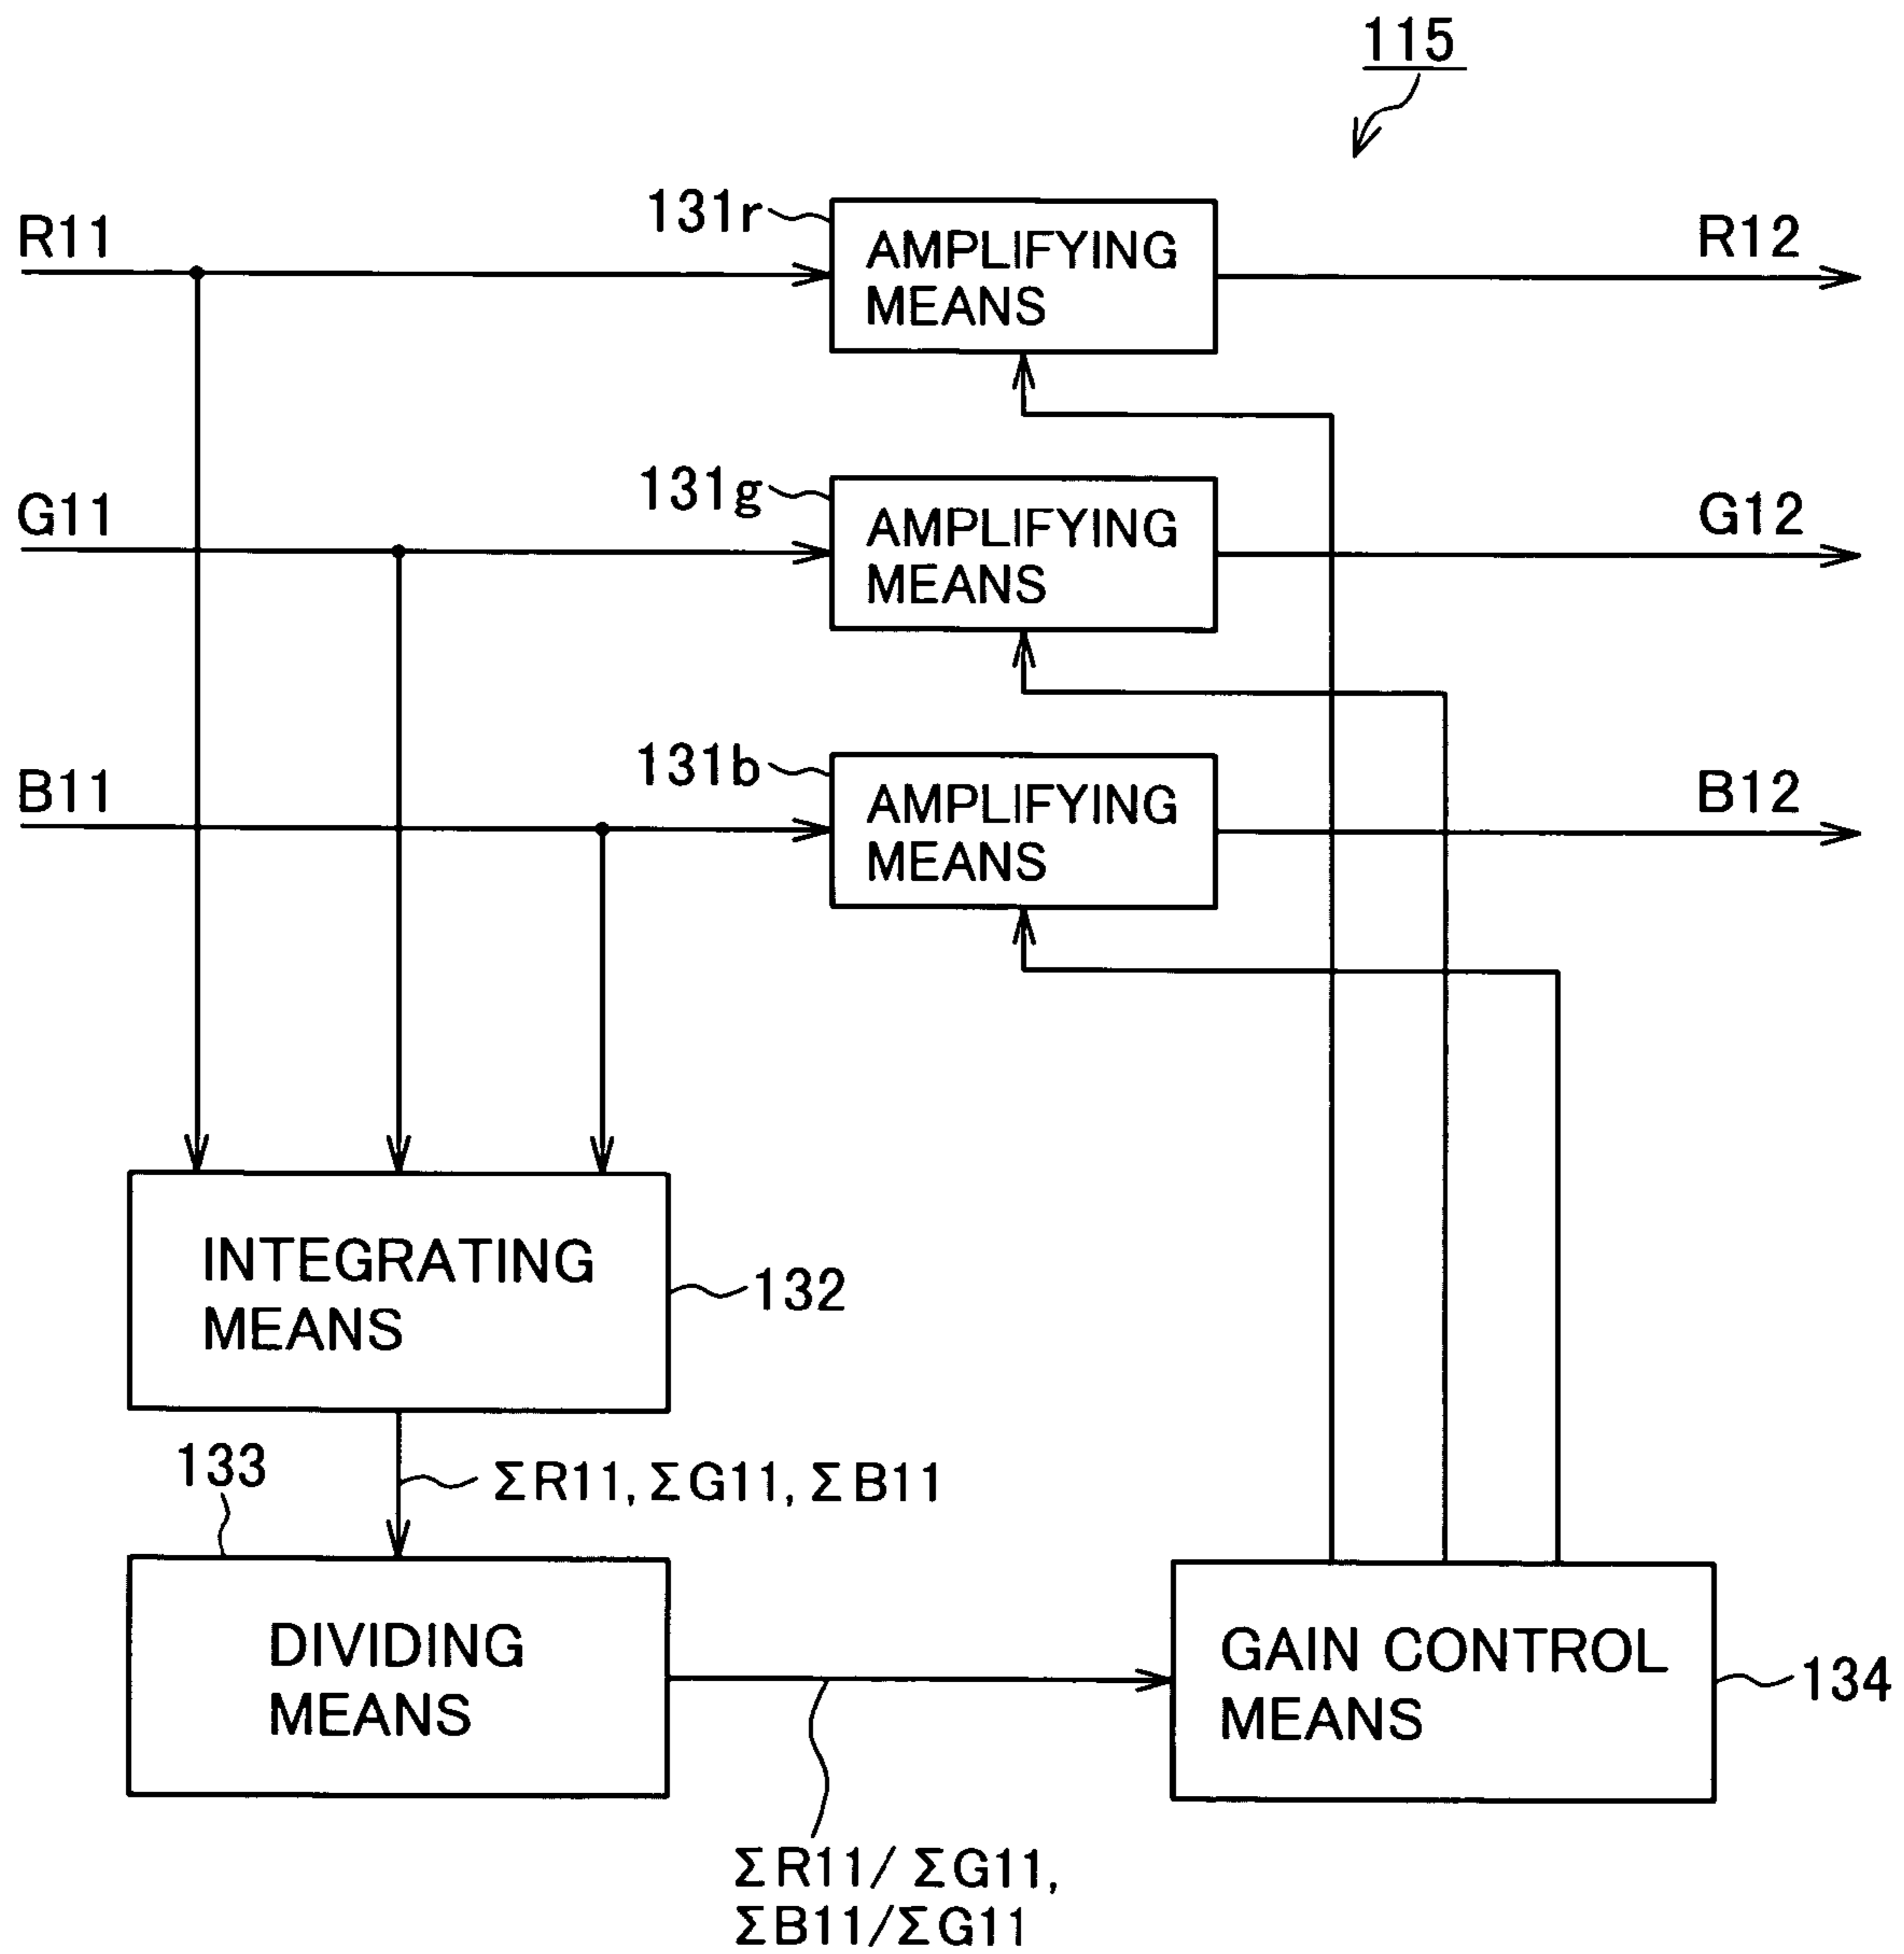 115
131r
R11
AMPLIFYING
MEANS
R12
131g
G11
AMPLIFYING
MEANS
G12
131b
B11
AMPLIFYING
MEANS
B12
INTEGRATING
MEANS
132
133
ΣR11, ΣG11, ΣB11
DIVIDING
MEANS
GAIN CONTROL
MEANS
134
ΣR11/ΣG11,
ΣB11/ΣG11